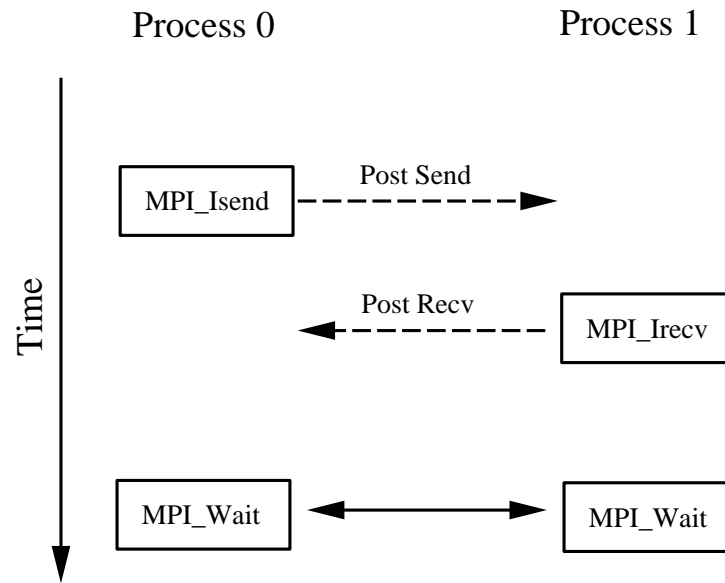 Process 0
Process 1
MPI_Isend
Post Send
Post Recv
MPI_Irecv
Time
MPI_Wait
MPI_Wait